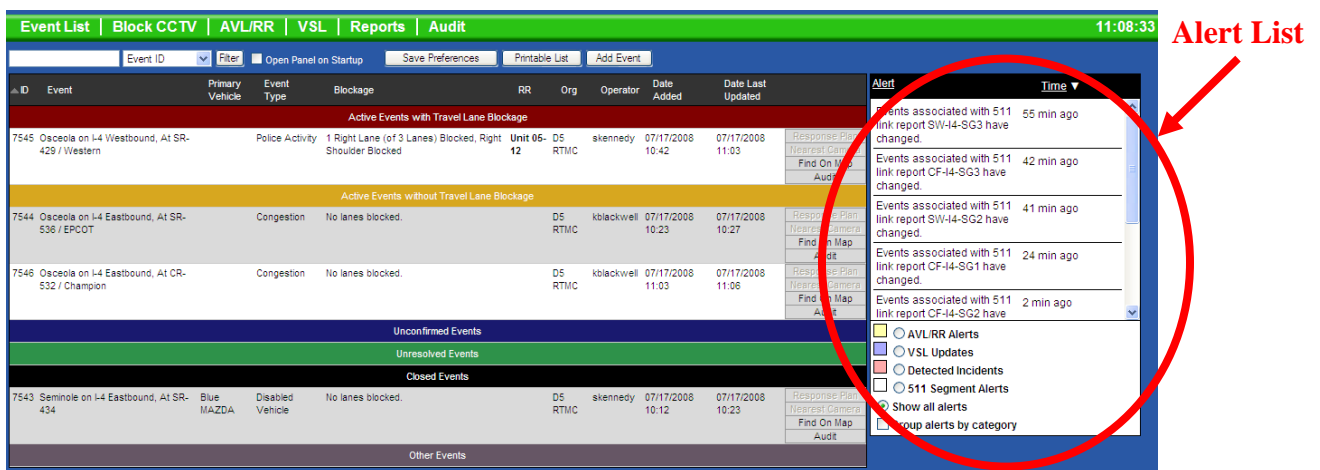 Event List | Block CCTV | AVL/RR | VSL | Reports | Audit 11:08:33
Alert List
Event ID Filter Open Panel on Startup Save Preferences Printable List Add Event
ID Event Primary Vehicle Event Type Blockage RR Org Operator Date Added Date Last Updated
Active Events with Travel Lane Blockage
7545 Osceola on I-4 Westbound, At SR- Police Activity 1 Right Lane (of 3 Lanes) Blocked, Right Unit 05- D5 skennedy 07/17/2008 07/17/2008 Response Plan
429 / Western Shoulder Blocked 12 RTMC 10:42 11:03 Nearest Camera
Find On Map
Audit
Active Events without Travel Lane Blockage
7544 Osceola on I-4 Eastbound, At SR- Congestion No lanes blocked. D5 kblackwell 07/17/2008 07/17/2008 Response Plan
536 / EPCOT RTMC 10:23 10:27 Nearest Camera
Find On Map
Audit
7546 Osceola on I-4 Eastbound, At CR- Congestion No lanes blocked. D5 kblackwell 07/17/2008 07/17/2008 Response Plan
532 / Champion RTMC 11:03 11:06 Nearest Camera
Find On Map
Audit
Unconfirmed Events
Unresolved Events
Closed Events
7543 Seminole on I-4 Eastbound, At SR- Blue Disabled No lanes blocked. D5 skennedy 07/17/2008 07/17/2008 Response Plan
434 MAZDA Vehicle RTMC 10:12 10:23 Nearest Camera
Find On Map
Audit
Other Events
Alert Time ▼
Events associated with 511 55 min ago
link report SW-I4-SG3 have
changed.
Events associated with 511 42 min ago
link report CF-I4-SG3 have
changed.
Events associated with 511 41 min ago
link report SW-I4-SG2 have
changed.
Events associated with 511 24 min ago
link report CF-I4-SG1 have
changed.
Events associated with 511 2 min ago
link report CF-I4-SG2 have
AVL/RR Alerts
VSL Updates
Detected Incidents
511 Segment Alerts
Show all alerts
Group alerts by category